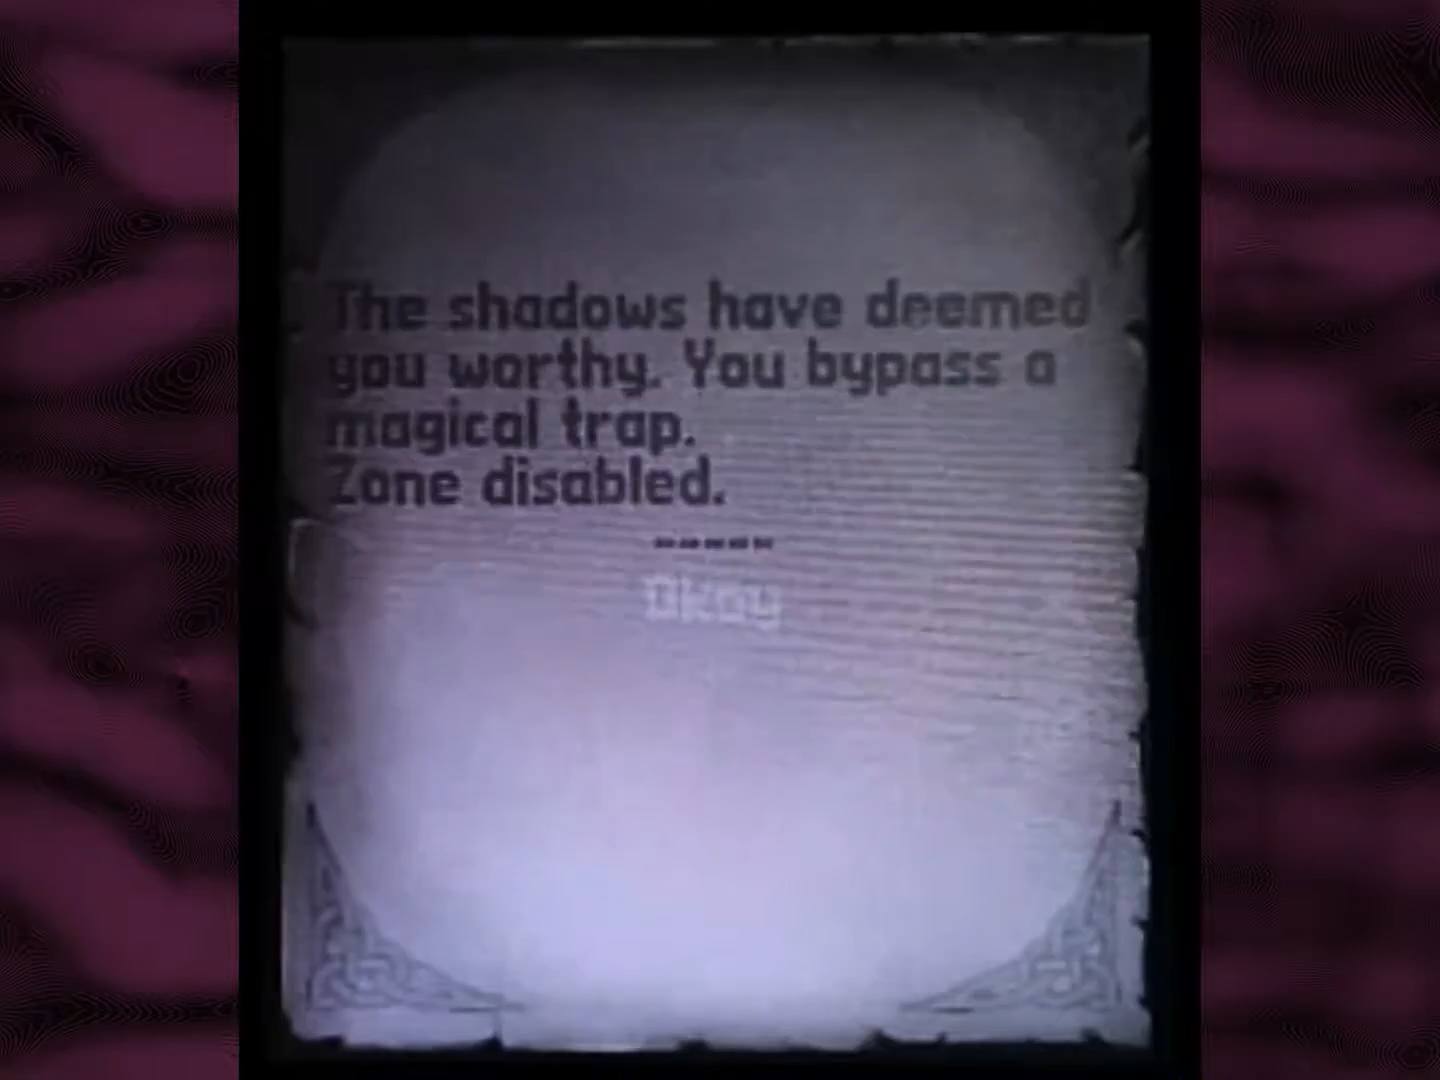 The shadows have deemed
you worthy. You bypass a
magical trap.
Zone disabled.
-----
Okay